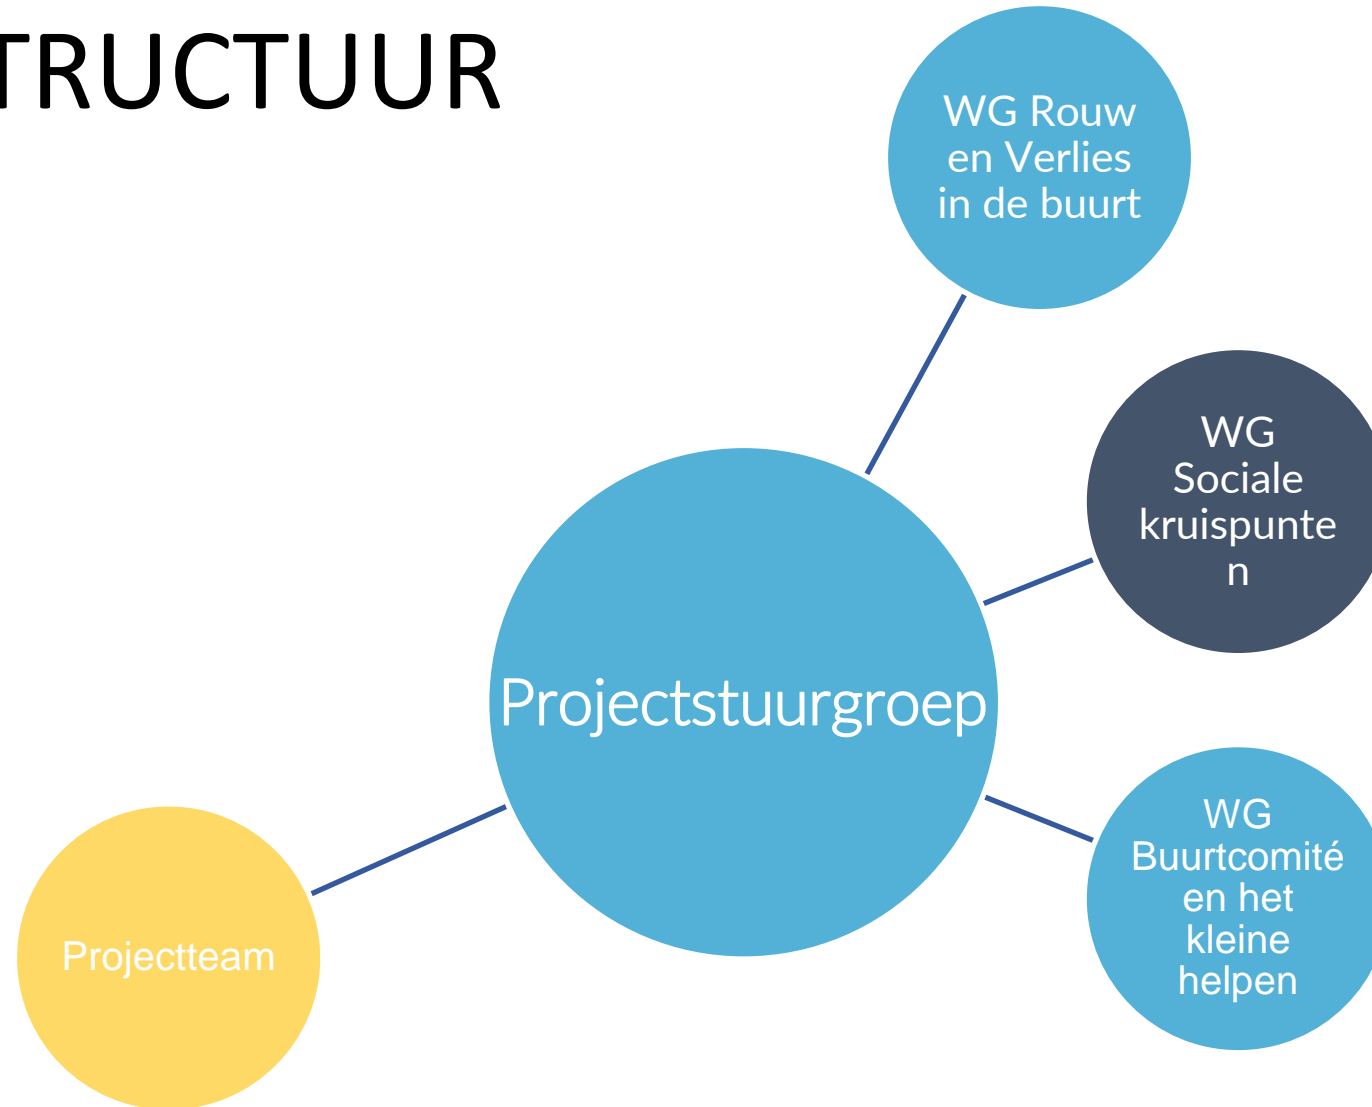 TRUCTUUR
WG Rouw
en Verlies
in de buurt
WG
Sociale
kruispunte
n
Projectstuurgroep
WG
Buurtcomité
en het
kleine
helpen
Projectteam